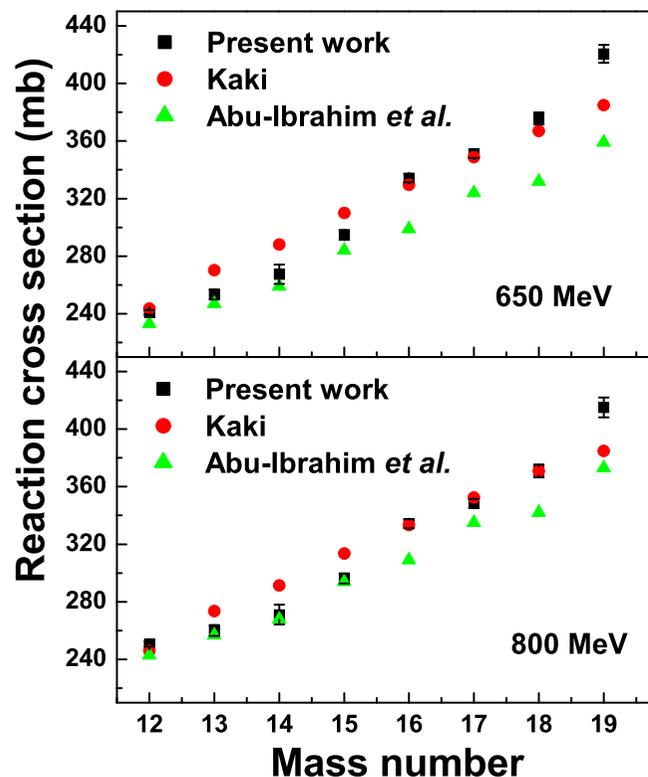 440
400
360
320
280
240
Present work
Kaki
Abu-Ibrahim et al.
650 MeV
440
400
360
320
280
240
Present work
Kaki
Abu-Ibrahim et al.
800 MeV
Reaction cross section (mb)
12 13 14 15 16 17 18 19
Mass number